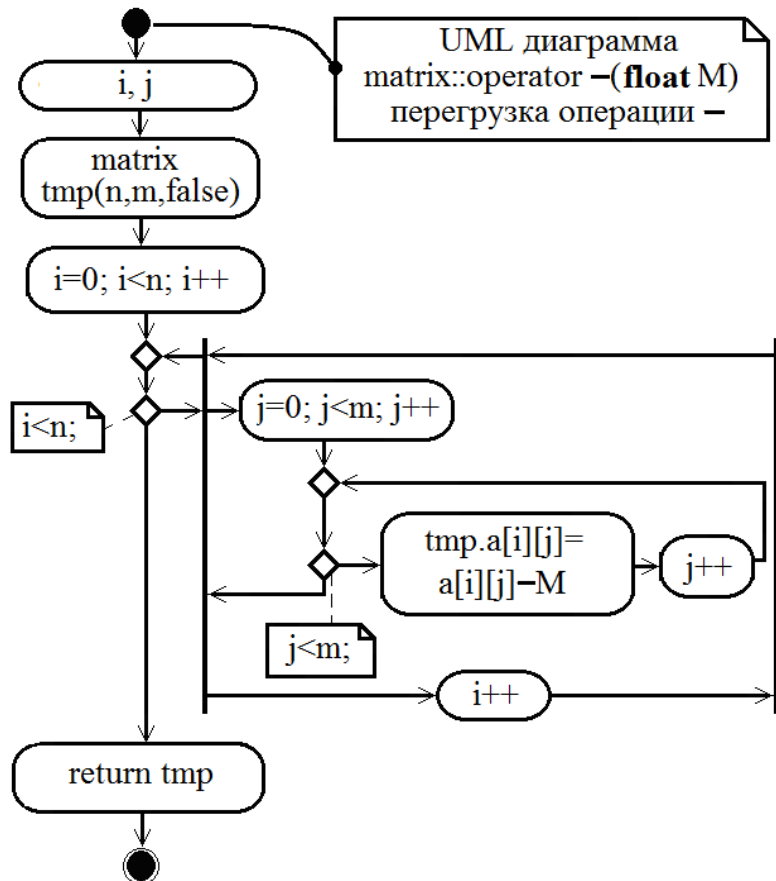 UML диаграмма
matrix::operator –(float M)
перегрузка операции –
i, j
matrix
tmp(n,m,false)
i=0; i<n; i++
i<n;
j=0; j<m; j++
tmp.a[i][j]=
a[i][j]–M
j++
j<m;
i++
return tmp